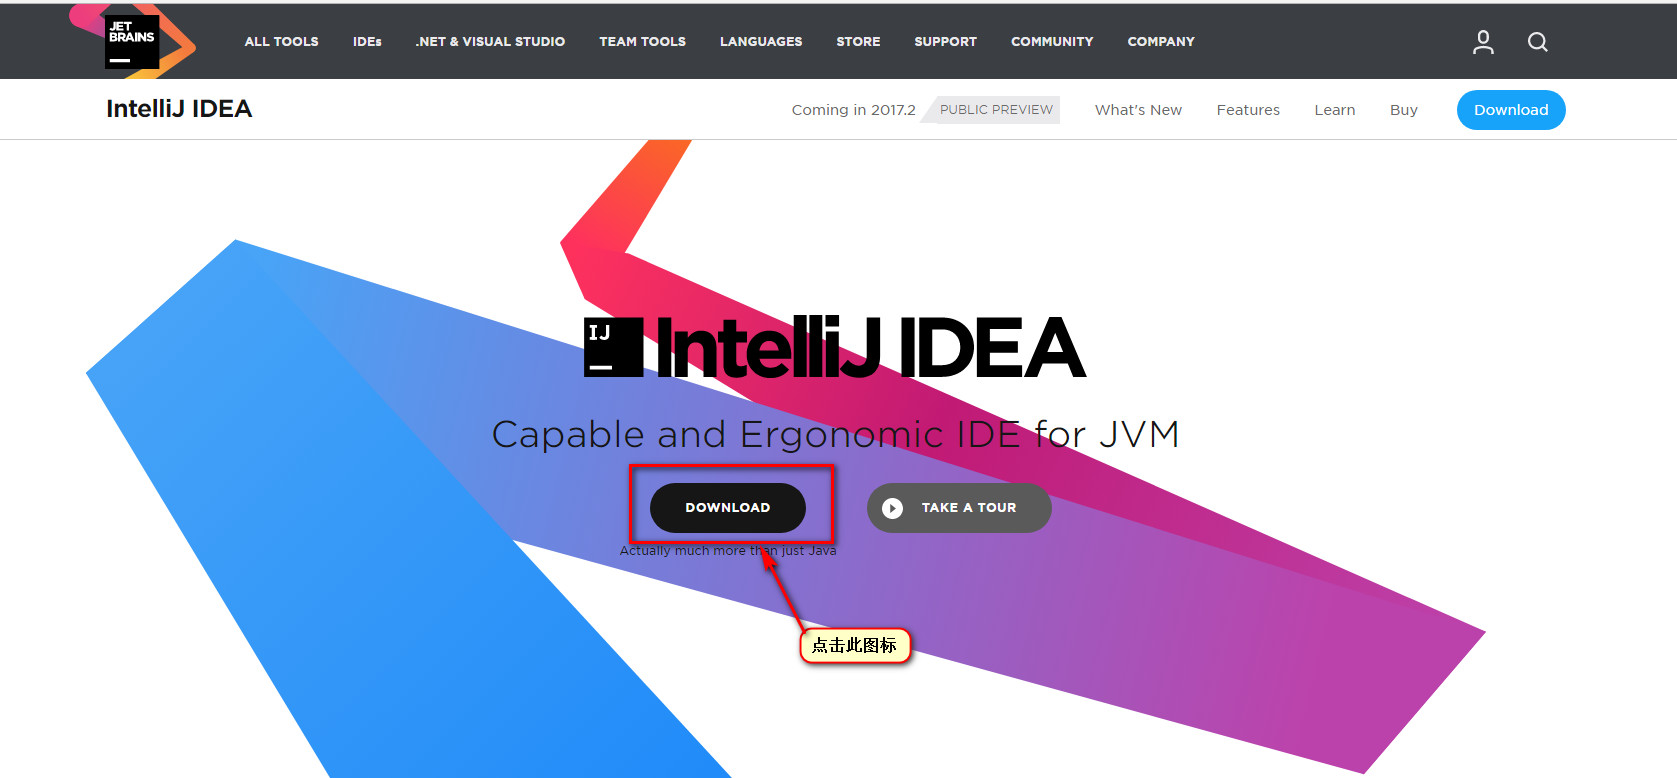 JET
BRAINS
ALL TOOLS IDEs .NET & VISUAL STUDIO TEAM TOOLS LANGUAGES STORE SUPPORT COMMUNITY COMPANY
IntelliJ IDEA
Coming in 2017.2 PUBLIC PREVIEW What's New Features Learn Buy Download
IJ
IntelliJ IDEA
Capable and Ergonomic IDE for JVM
DOWNLOAD TAKE A TOUR
Actually much more than just Java
点击此图标